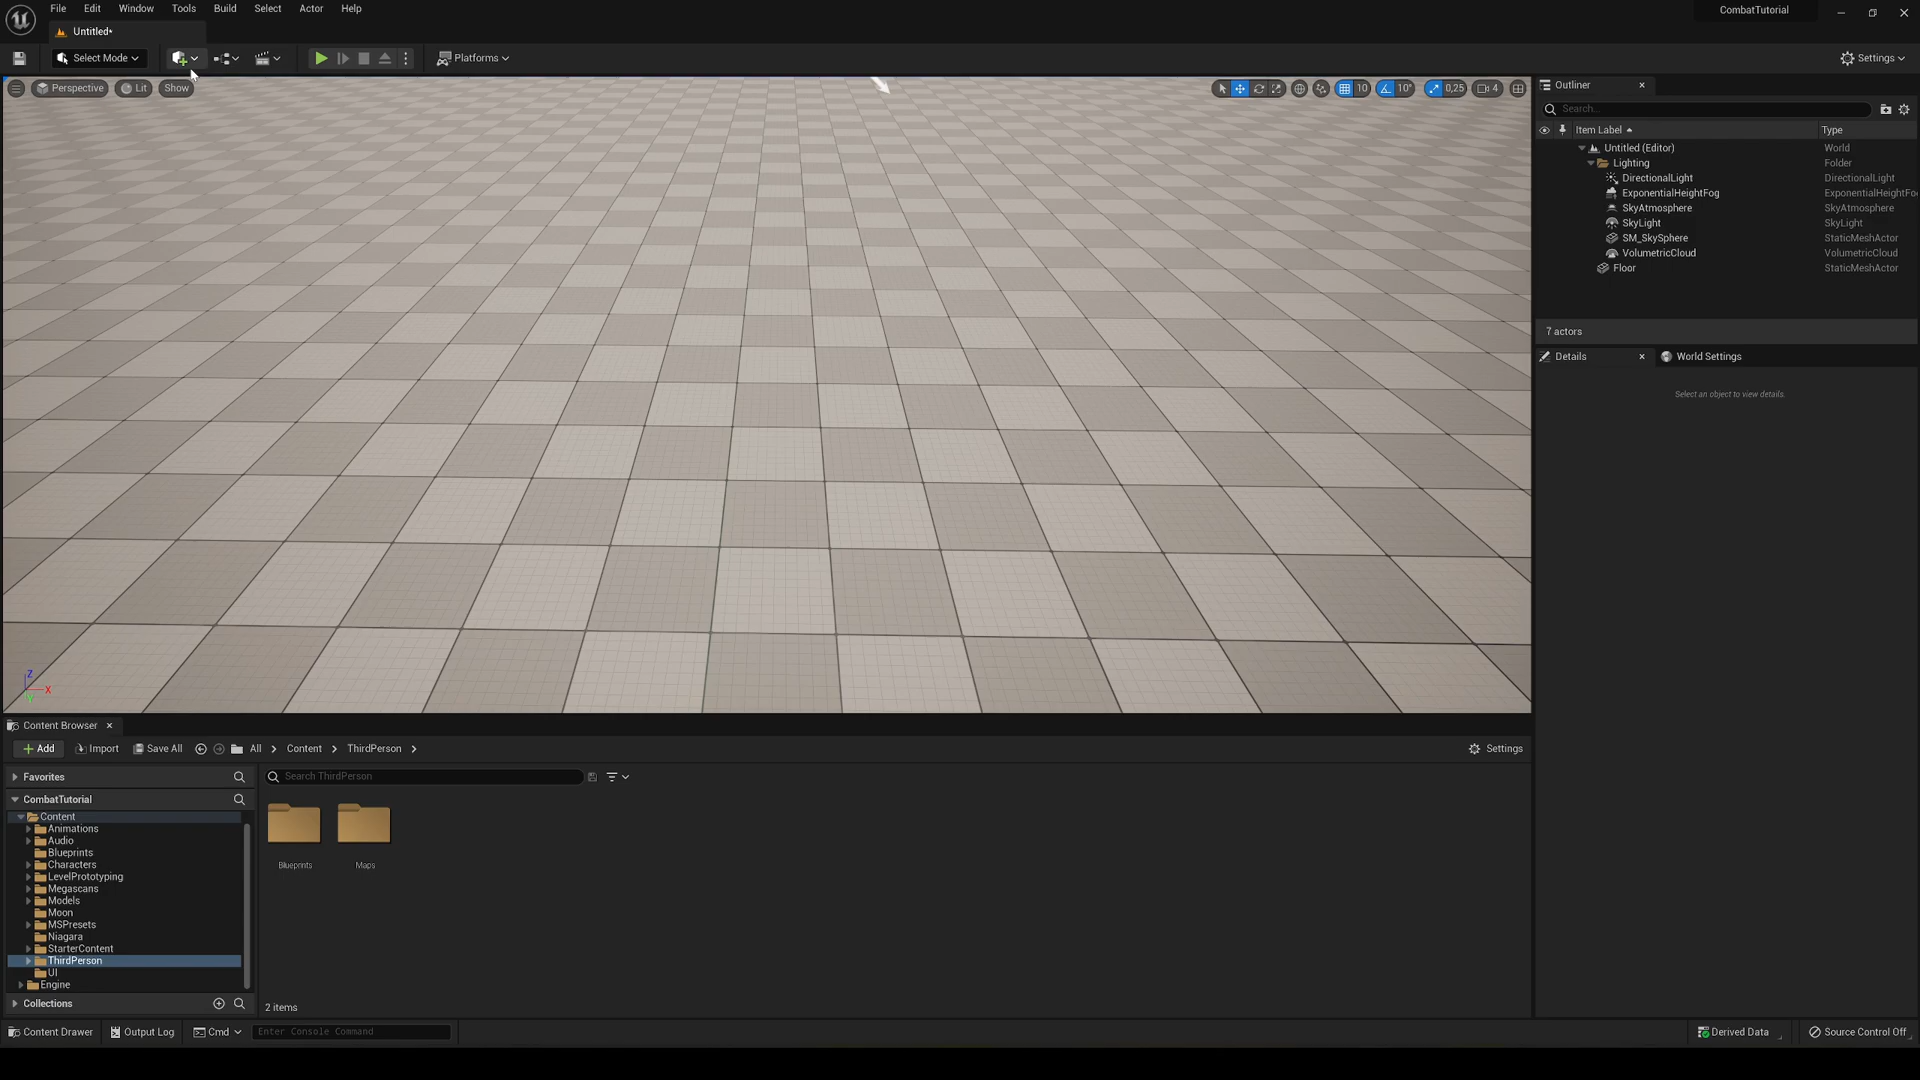 File Edit Window Tools Build Select Actor Help
CombatTutorial
Untitled*
Select Mode
Platforms
Settings
Perspective
Lit
Show
10
10°
0,25
4
Outliner
Search...
Item Label
Type
Untitled (Editor)
World
Lighting
Folder
DirectionalLight
DirectionalLight
ExponentialHeightFog
ExponentialHeightFo
SkyAtmosphere
SkyAtmosphere
SkyLight
SkyLight
SM_SkySphere
StaticMeshActor
VolumetricCloud
VolumetricCloud
Floor
StaticMeshActor
7 actors
Details
World Settings
Select an object to view details.
Z
X
Y
Content Browser
Add
Import
Save All
All
Content
ThirdPerson
Settings
Favorites
Search ThirdPerson
CombatTutorial
Content
Animations
Audio
Blueprints
Characters
LevelPrototyping
Megascans
Models
Moon
MSPresets
Niagara
StarterContent
ThirdPerson
UI
Engine
Collections
Blueprints
Maps
2 items
Content Drawer
Output Log
Cmd
Enter Console Command
Derived Data
Source Control Off